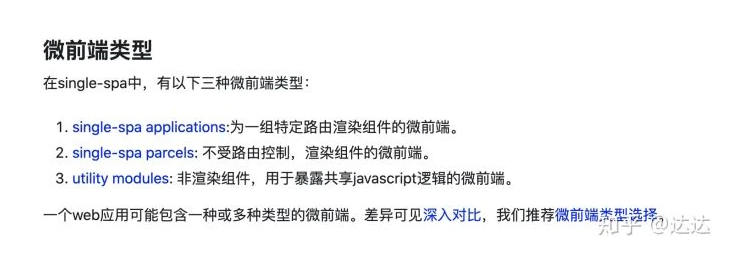 微前端类型
在single-spa中，有以下三种微前端类型：
1. single-spa applications:为一组特定路由渲染组件的微前端。
2. single-spa parcels: 不受路由控制，渲染组件的微前端。
3. utility modules: 非渲染组件，用于暴露共享javascript逻辑的微前端。
一个web应用可能包含一种或多种类型的微前端。差异可见深入对比，我们推荐微前端类型选择。
知乎 @达达